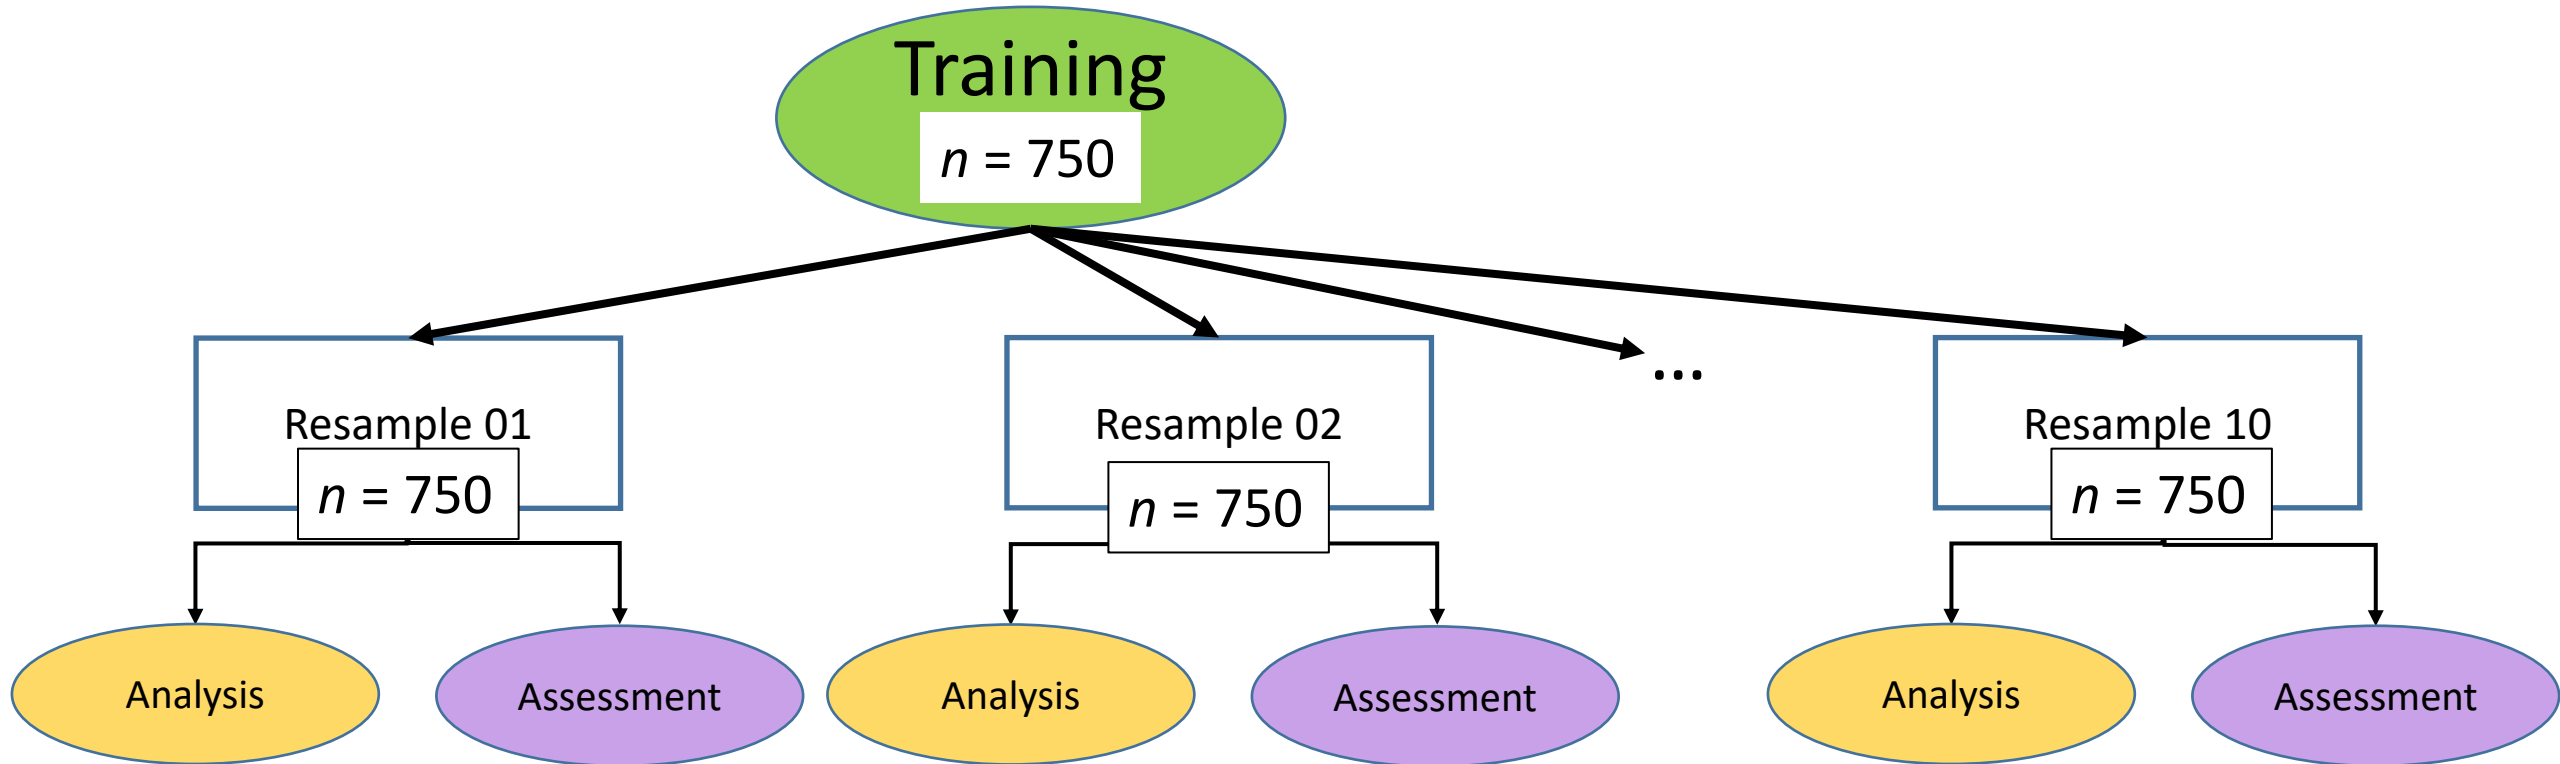 Training
n = 750
...
Resample 01
n = 750
Resample 02
n = 750
Resample 10
n = 750
Analysis
Assessment
Analysis
Assessment
Analysis
Assessment